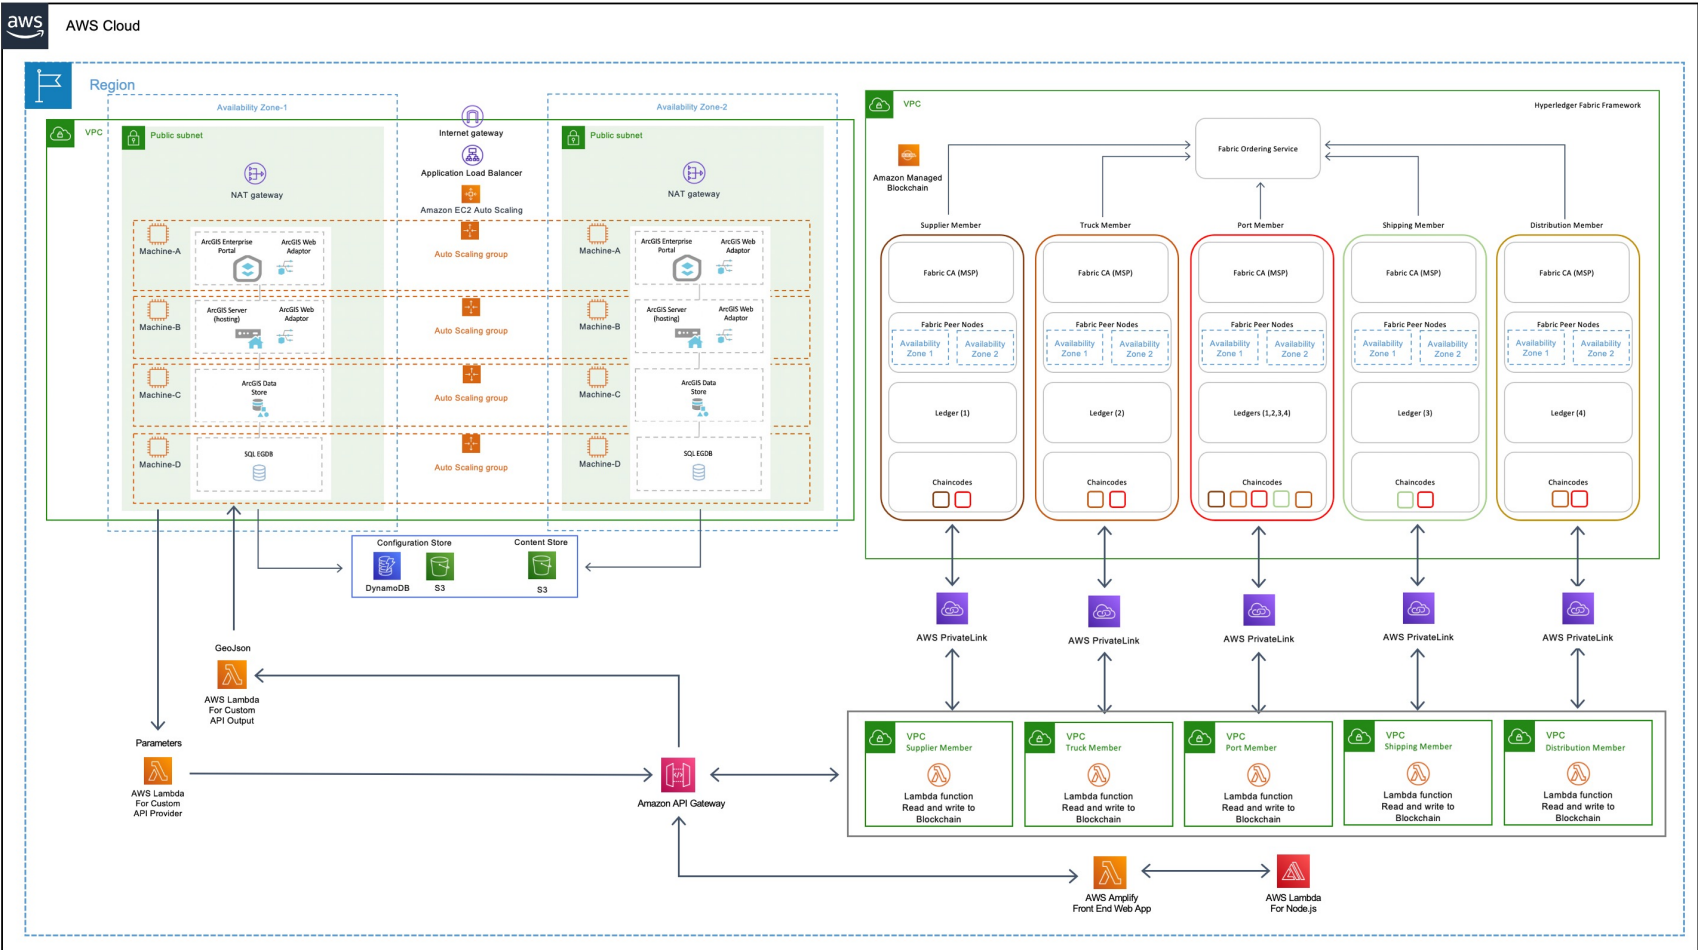 aws
AWS Cloud
Region
Availability Zone-1
Availability Zone-2
VPC
Public subnet
NAT gateway
Internet gateway
Application Load Balancer
Amazon EC2 Auto Scaling
Public subnet
NAT gateway
Machine-A
ArcGIS Enterprise
Portal
ArcGIS Web
Adaptor
Auto Scaling group
Machine-A
ArcGIS Enterprise
Portal
ArcGIS Web
Adaptor
Machine-B
ArcGIS Server
(hosting)
ArcGIS Web
Adaptor
Auto Scaling group
Machine-B
ArcGIS Server
(hosting)
ArcGIS Web
Adaptor
Machine-C
ArcGIS Data
Store
Auto Scaling group
Machine-C
ArcGIS Data
Store
Machine-D
SQL EGDB
Auto Scaling group
Machine-D
SQL EGDB
Configuration Store
DynamoDB
S3
Content Store
S3
GeoJson
AWS Lambda
For Custom
API Output
Parameters
AWS Lambda
For Custom
API Provider
Amazon API Gateway
VPC
Hyperledger Fabric Framework
Amazon Managed
Blockchain
Fabric Ordering Service
Supplier Member
Fabric CA (MSP)
Fabric Peer Nodes
Availability
Zone 1
Availability
Zone 2
Ledger (1)
Chaincodes
Truck Member
Fabric CA (MSP)
Fabric Peer Nodes
Availability
Zone 1
Availability
Zone 2
Ledger (2)
Chaincodes
Port Member
Fabric CA (MSP)
Fabric Peer Nodes
Availability
Zone 1
Availability
Zone 2
Ledgers (1,2,3,4)
Chaincodes
Shipping Member
Fabric CA (MSP)
Fabric Peer Nodes
Availability
Zone 1
Availability
Zone 2
Ledger (3)
Chaincodes
Distribution Member
Fabric CA (MSP)
Fabric Peer Nodes
Availability
Zone 1
Availability
Zone 2
Ledger (4)
Chaincodes
AWS PrivateLink
AWS PrivateLink
AWS PrivateLink
AWS PrivateLink
AWS PrivateLink
VPC
Supplier Member
Lambda function
Read and write to
Blockchain
VPC
Truck Member
Lambda function
Read and write to
Blockchain
VPC
Port Member
Lambda function
Read and write to
Blockchain
VPC
Shipping Member
Lambda function
Read and write to
Blockchain
VPC
Distribution Member
Lambda function
Read and write to
Blockchain
AWS Amplify
Front End Web App
AWS Lambda
For Node.js